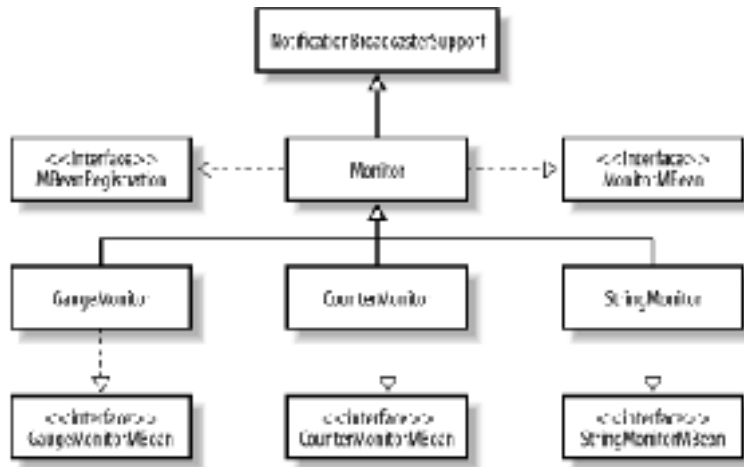 NotificationBroadcasterSupport
<<interface>>
MBeanRegistration
Monitor
<<interface>>
MonitorMBean
GaugeMonitor
CounterMonitor
StringMonitor
<<interface>>
GaugeMonitorMBean
<<interface>>
CounterMonitorMBean
<<interface>>
StringMonitorMBean